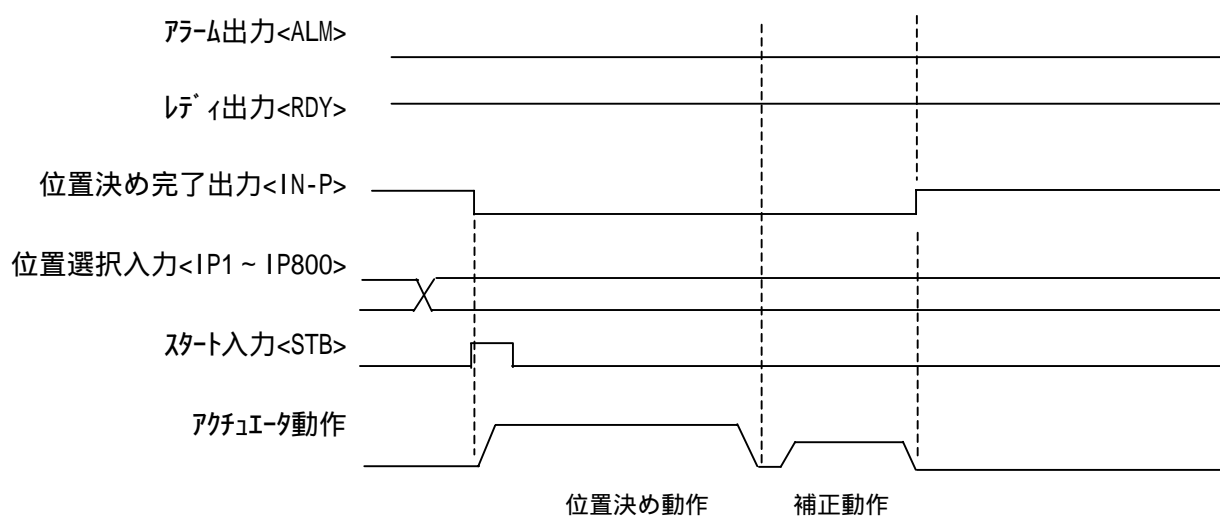 ｱﾗｰﾑ出力<ALM>
ﾚﾃﾞｨ出力<RDY>
位置決め完了出力<IN-P>
位置選択入力<IP1～IP800>
ｽﾀｰﾄ入力<STB>
ｱｸﾁｭｴｰﾀ動作
位置決め動作
補正動作